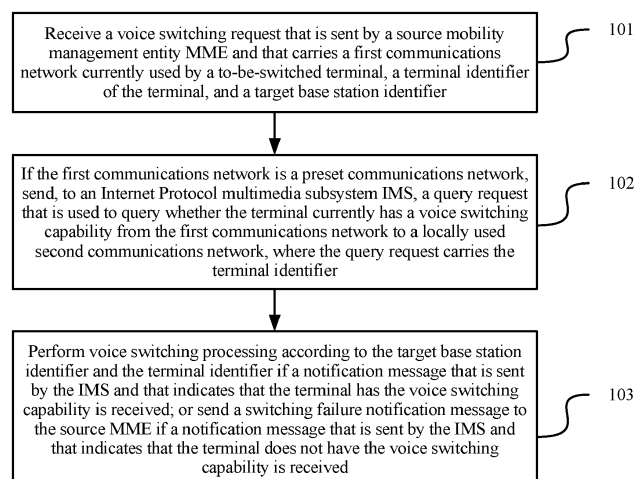 Receive a voice switching request that is sent by a source mobility
management entity MME and that carries a first communications
network currently used by a to-be-switched terminal, a terminal identifier
of the terminal, and a target base station identifier
101
If the first communications network is a preset communications network,
send, to an Internet Protocol multimedia subsystem IMS, a query request
that is used to query whether the terminal currently has a voice switching
capability from the first communications network to a locally used
second communications network, where the query request carries the
terminal identifier
102
Perform voice switching processing according to the target base station
identifier and the terminal identifier if a notification message that is sent
by the IMS and that indicates that the terminal has the voice switching
capability is received; or send a switching failure notification message to
the source MME if a notification message that is sent by the IMS and
that indicates that the terminal does not have the voice switching
capability is received
103